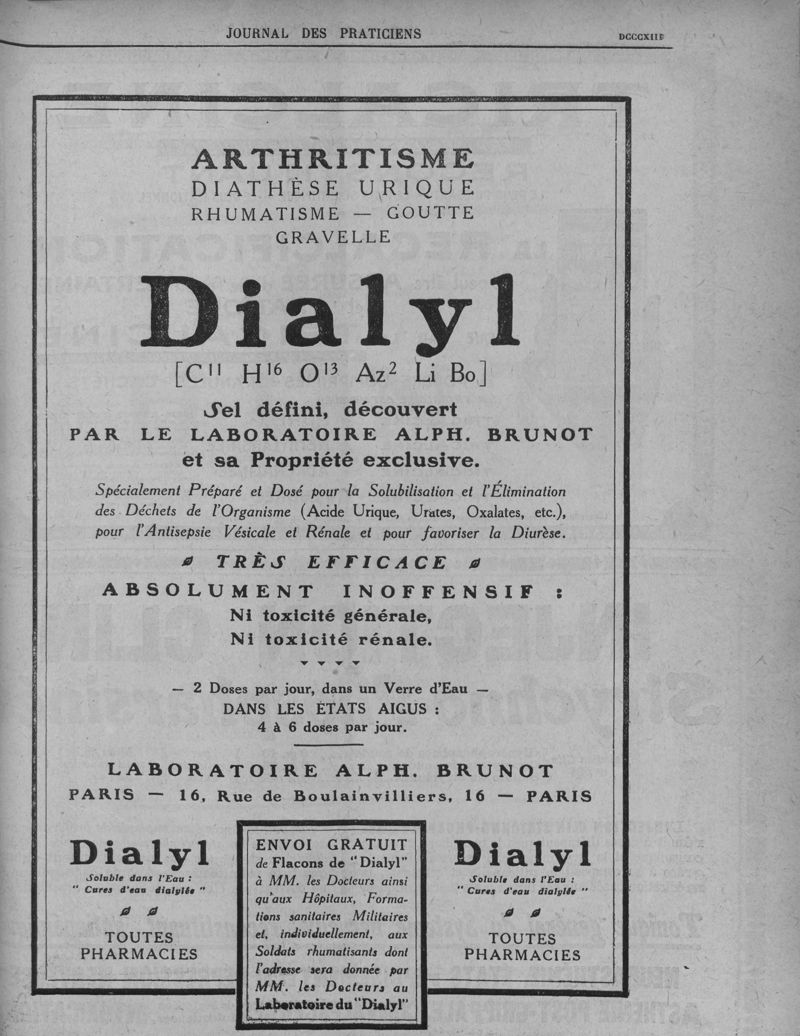 JOURNAL DES PRATICIENS
DCCCXIII
ARTHRITISME
DIATHÈSE URIQUE
RHUMATISME — GOUTTE
GRAVELLE
Dialyl
[C¹¹ H¹⁶ O¹³ Az² Li Bo]
Sel défini, découvert
PAR LE LABORATOIRE ALPH. BRUNOT
et sa Propriété exclusive.
Spécialement Préparé et Dosé pour la Solubilisation et l'Élimination
des Déchets de l'Organisme (Acide Urique, Urates, Oxalates, etc.),
pour l'Antisepsie Vésicale et Rénale et pour favoriser la Diurèse.
TRÈS EFFICACE
ABSOLUMENT INOFFENSIF :
Ni toxicité générale,
Ni toxicité rénale.
— 2 Doses par jour, dans un Verre d'Eau —
DANS LES ÉTATS AIGUS :
4 à 6 doses par jour.
LABORATOIRE ALPH. BRUNOT
PARIS — 16, Rue de Boulainvilliers, 16 — PARIS
Dialyl
Soluble dans l'Eau :
" Cures d'eau dialylée "
TOUTES
PHARMACIES
ENVOI GRATUIT
de Flacons de "Dialyl"
à MM. les Docteurs ainsi
qu'aux Hôpitaux, Forma-
tions sanitaires Militaires
et, individuellement, aux
Soldats rhumatisants dont
l'adresse sera donnée par
MM. les Docteurs au
Laboratoire du "Dialyl"
Dialyl
Soluble dans l'Eau :
" Cures d'eau dialylée "
TOUTES
PHARMACIES